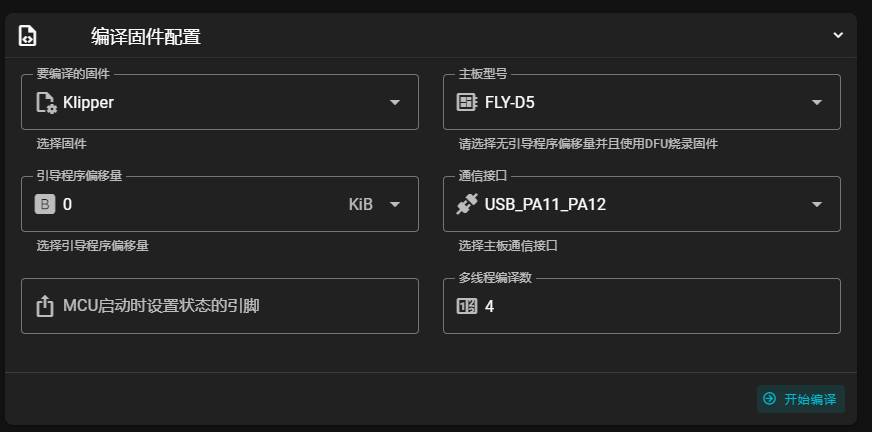 编译固件配置
要编译的固件
Klipper
选择固件
主板型号
FLY-D5
请选择无引导程序偏移量并且使用DFU烧录固件
引导程序偏移量
B 0 KiB
选择引导程序偏移量
通信接口
USB_PA11_PA12
选择主板通信接口
MCU启动时设置状态的引脚
多线程编译数
4
开始编译